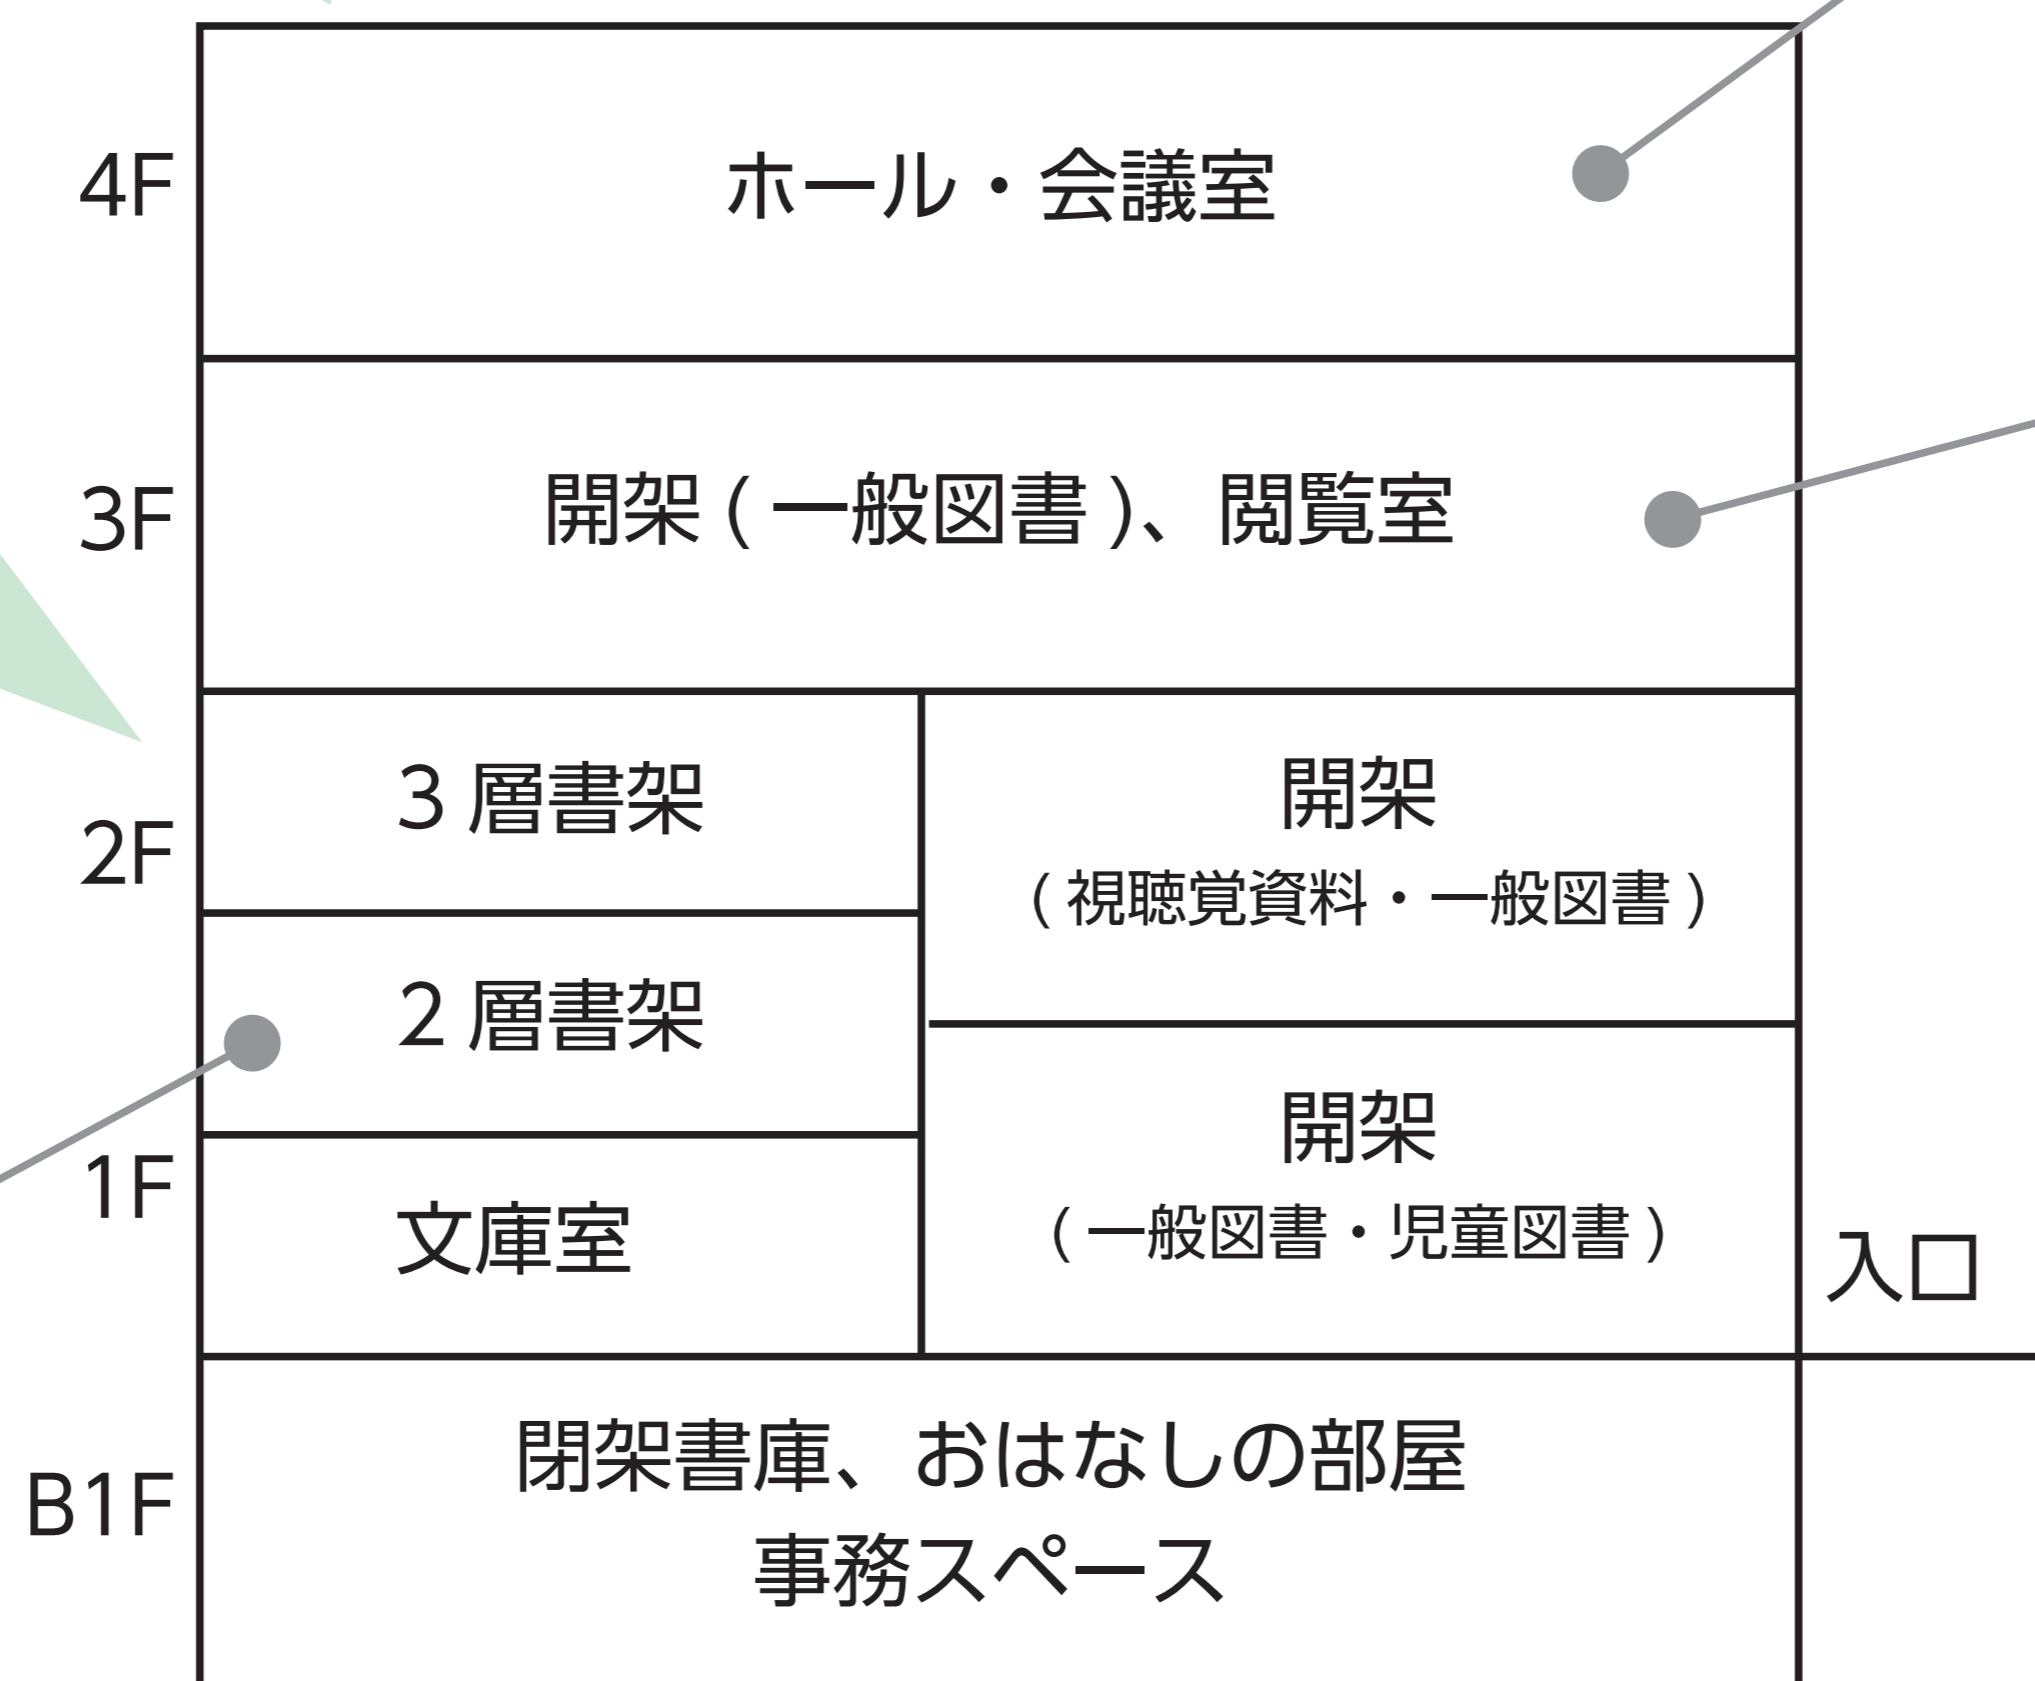 4F
ホール・会議室
3F
開架(一般図書)、閲覧室
2F
3 層書架
開架
(視聴覚資料・一般図書)
2 層書架
1F
文庫室
開架
(一般図書・児童図書)
入口
B1F
閉架書庫、おはなしの部屋
事務スペース